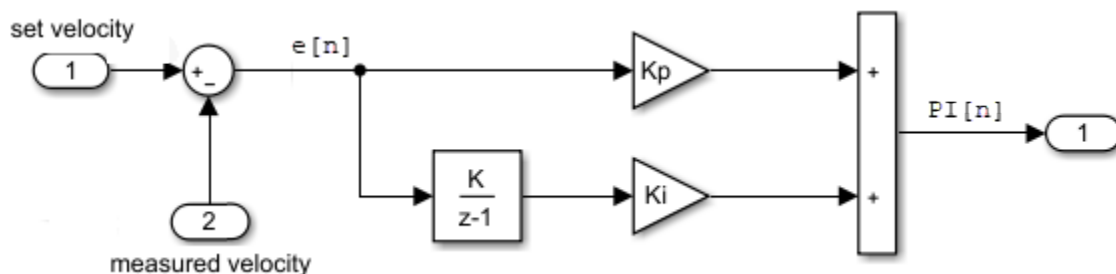 set velocity
1
+
−
e[n]
Kp
+
PI[n]
1
K
z-1
Ki
+
2
measured velocity